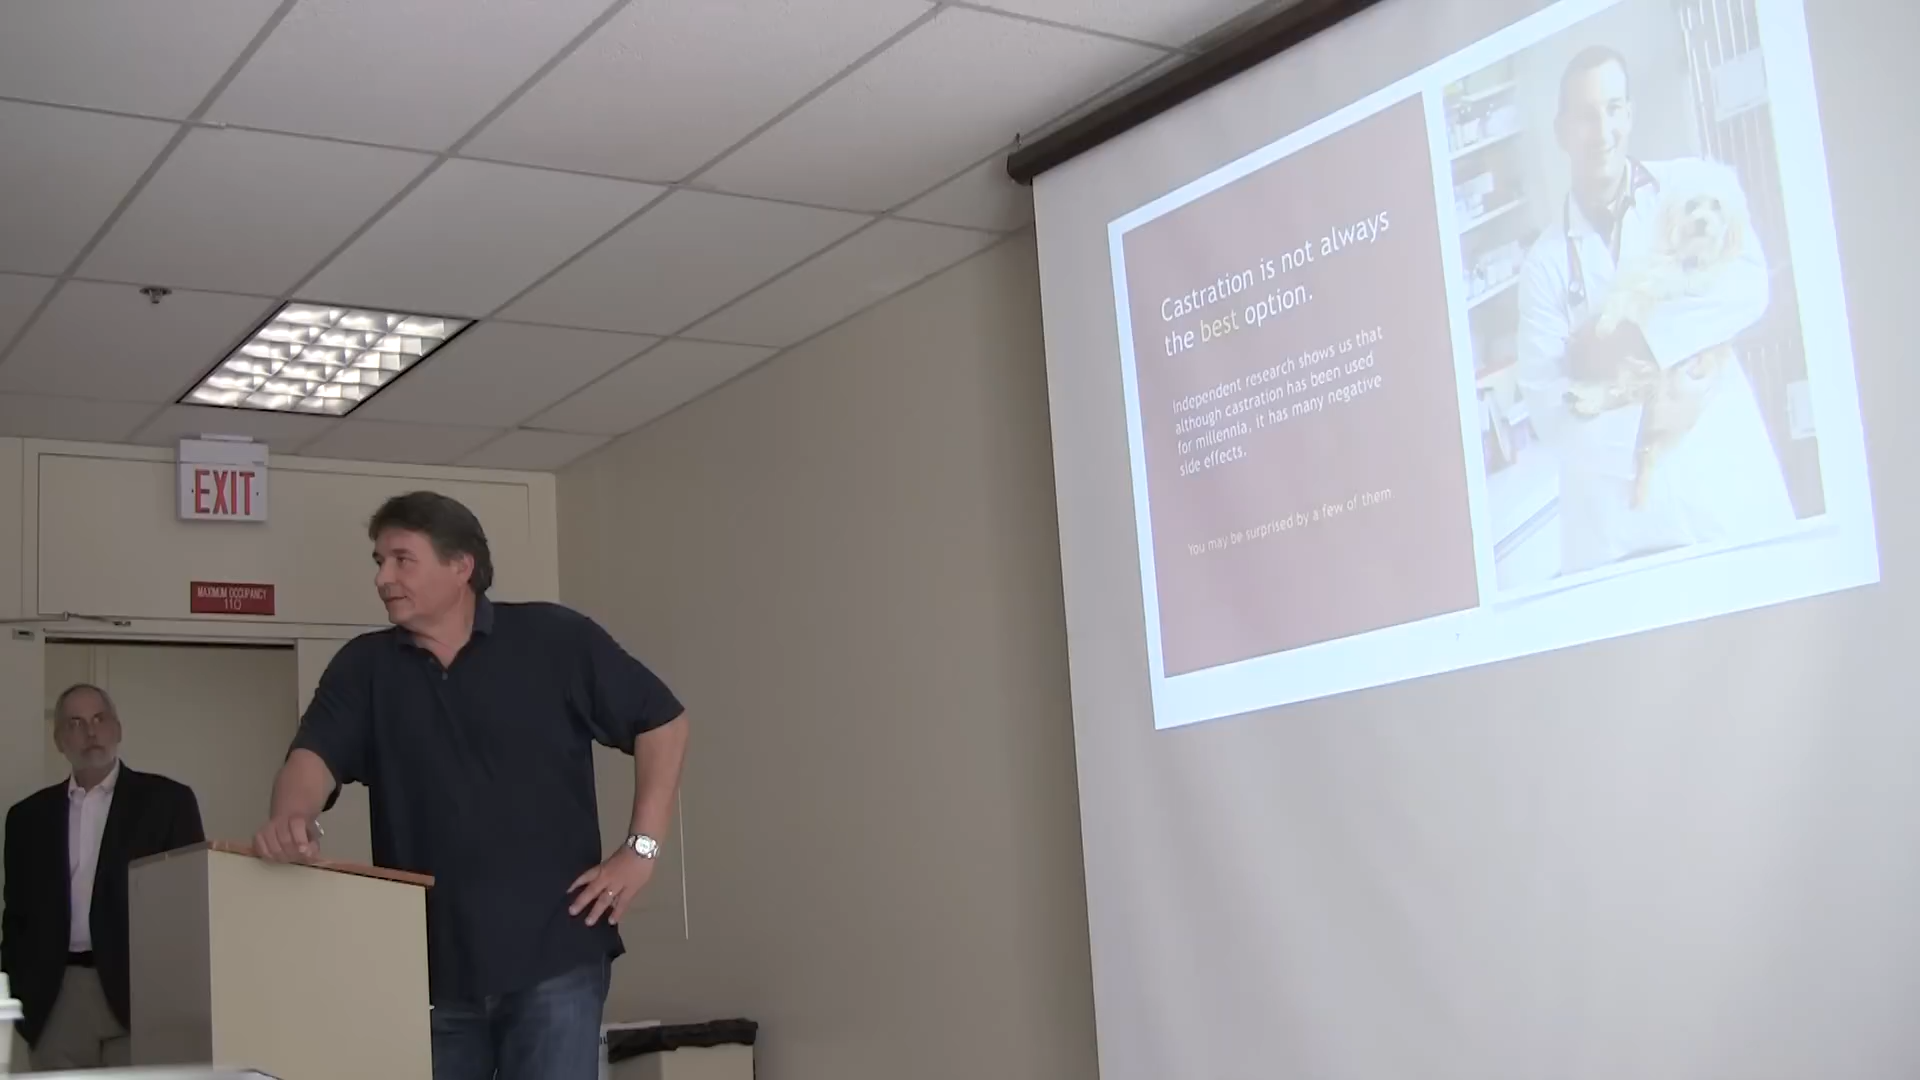 Castration is not always
the best option.
Independent research shows us that
although castration has been used
for millennia, it has many negative
side effects.
You may be surprised by a few of them.
EXIT
MAXIMUM OCCUPANCY
110